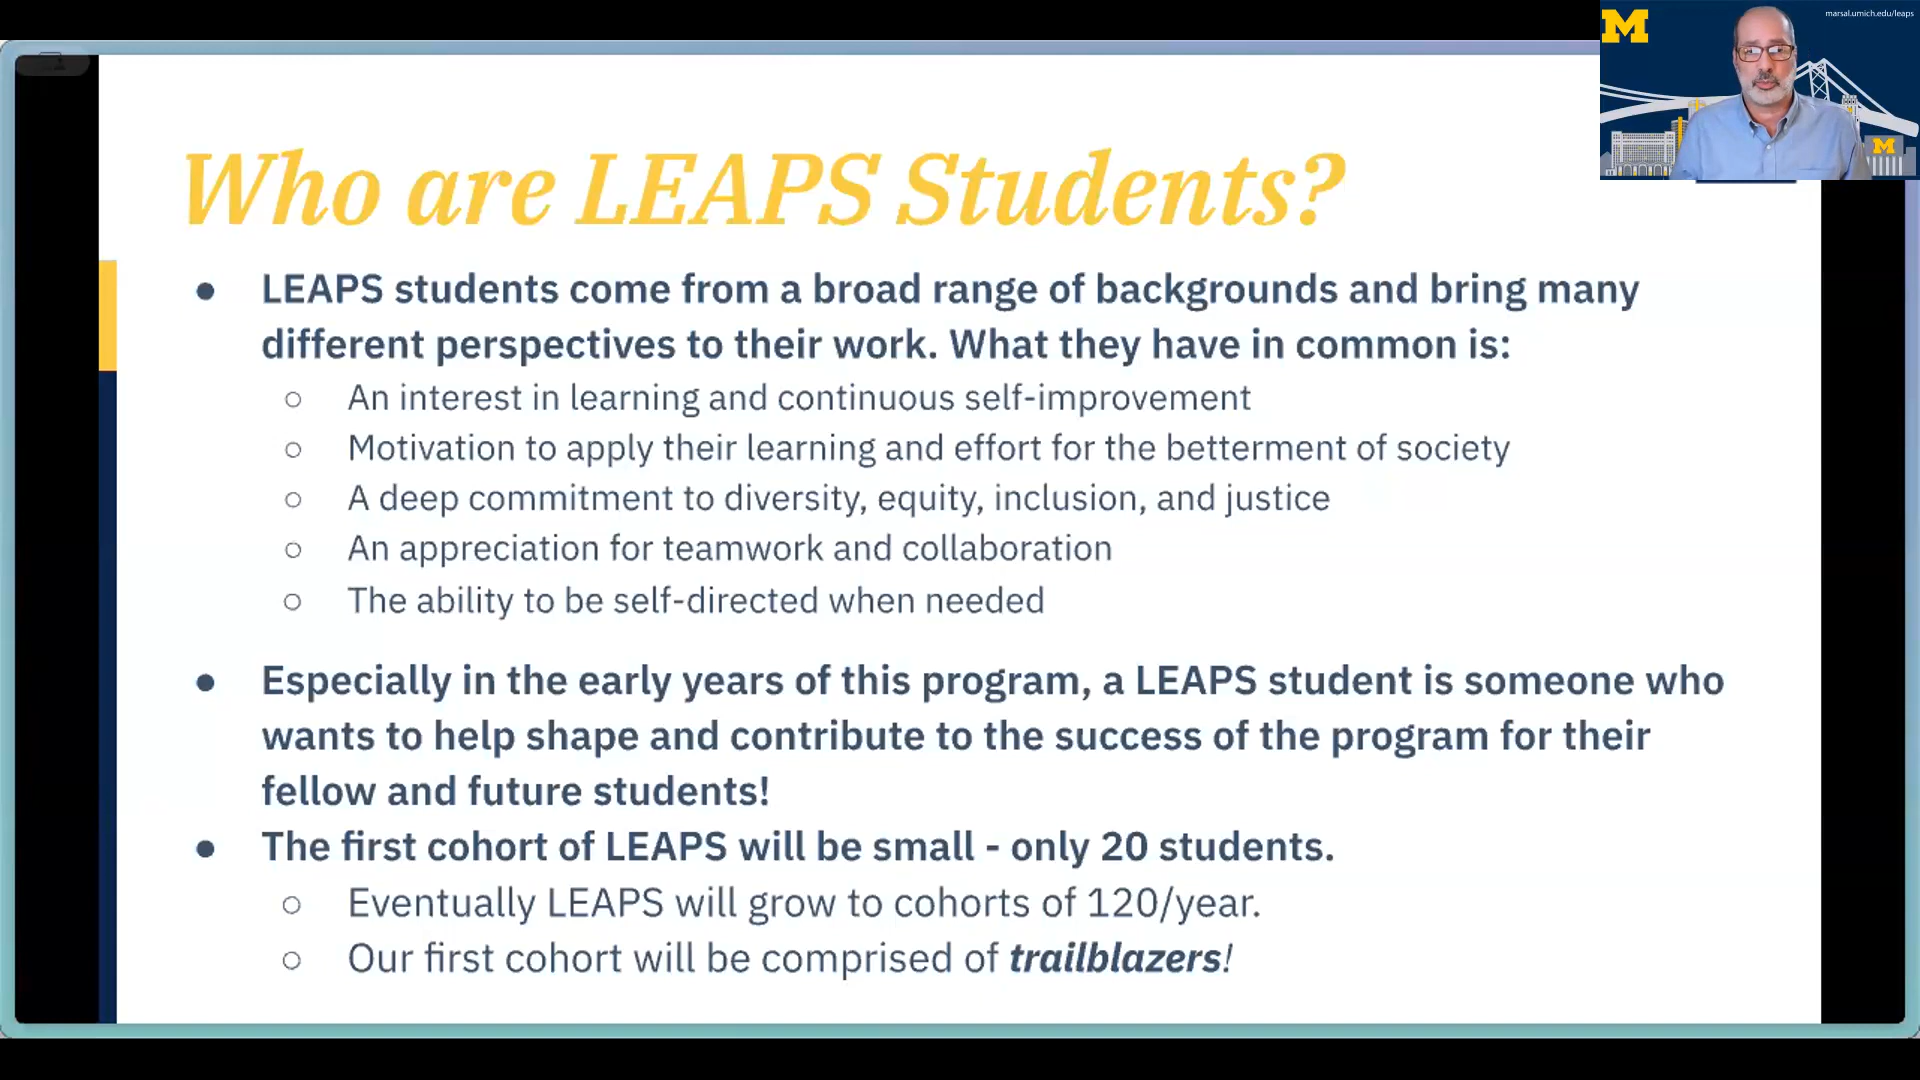 marsal.umich.edu/leaps
M
M
Who are LEAPS Students?
● LEAPS students come from a broad range of backgrounds and bring many
different perspectives to their work. What they have in common is:
○ An interest in learning and continuous self-improvement
○ Motivation to apply their learning and effort for the betterment of society
○ A deep commitment to diversity, equity, inclusion, and justice
○ An appreciation for teamwork and collaboration
○ The ability to be self-directed when needed
● Especially in the early years of this program, a LEAPS student is someone who
wants to help shape and contribute to the success of the program for their
fellow and future students!
● The first cohort of LEAPS will be small - only 20 students.
○ Eventually LEAPS will grow to cohorts of 120/year.
○ Our first cohort will be comprised of trailblazers!